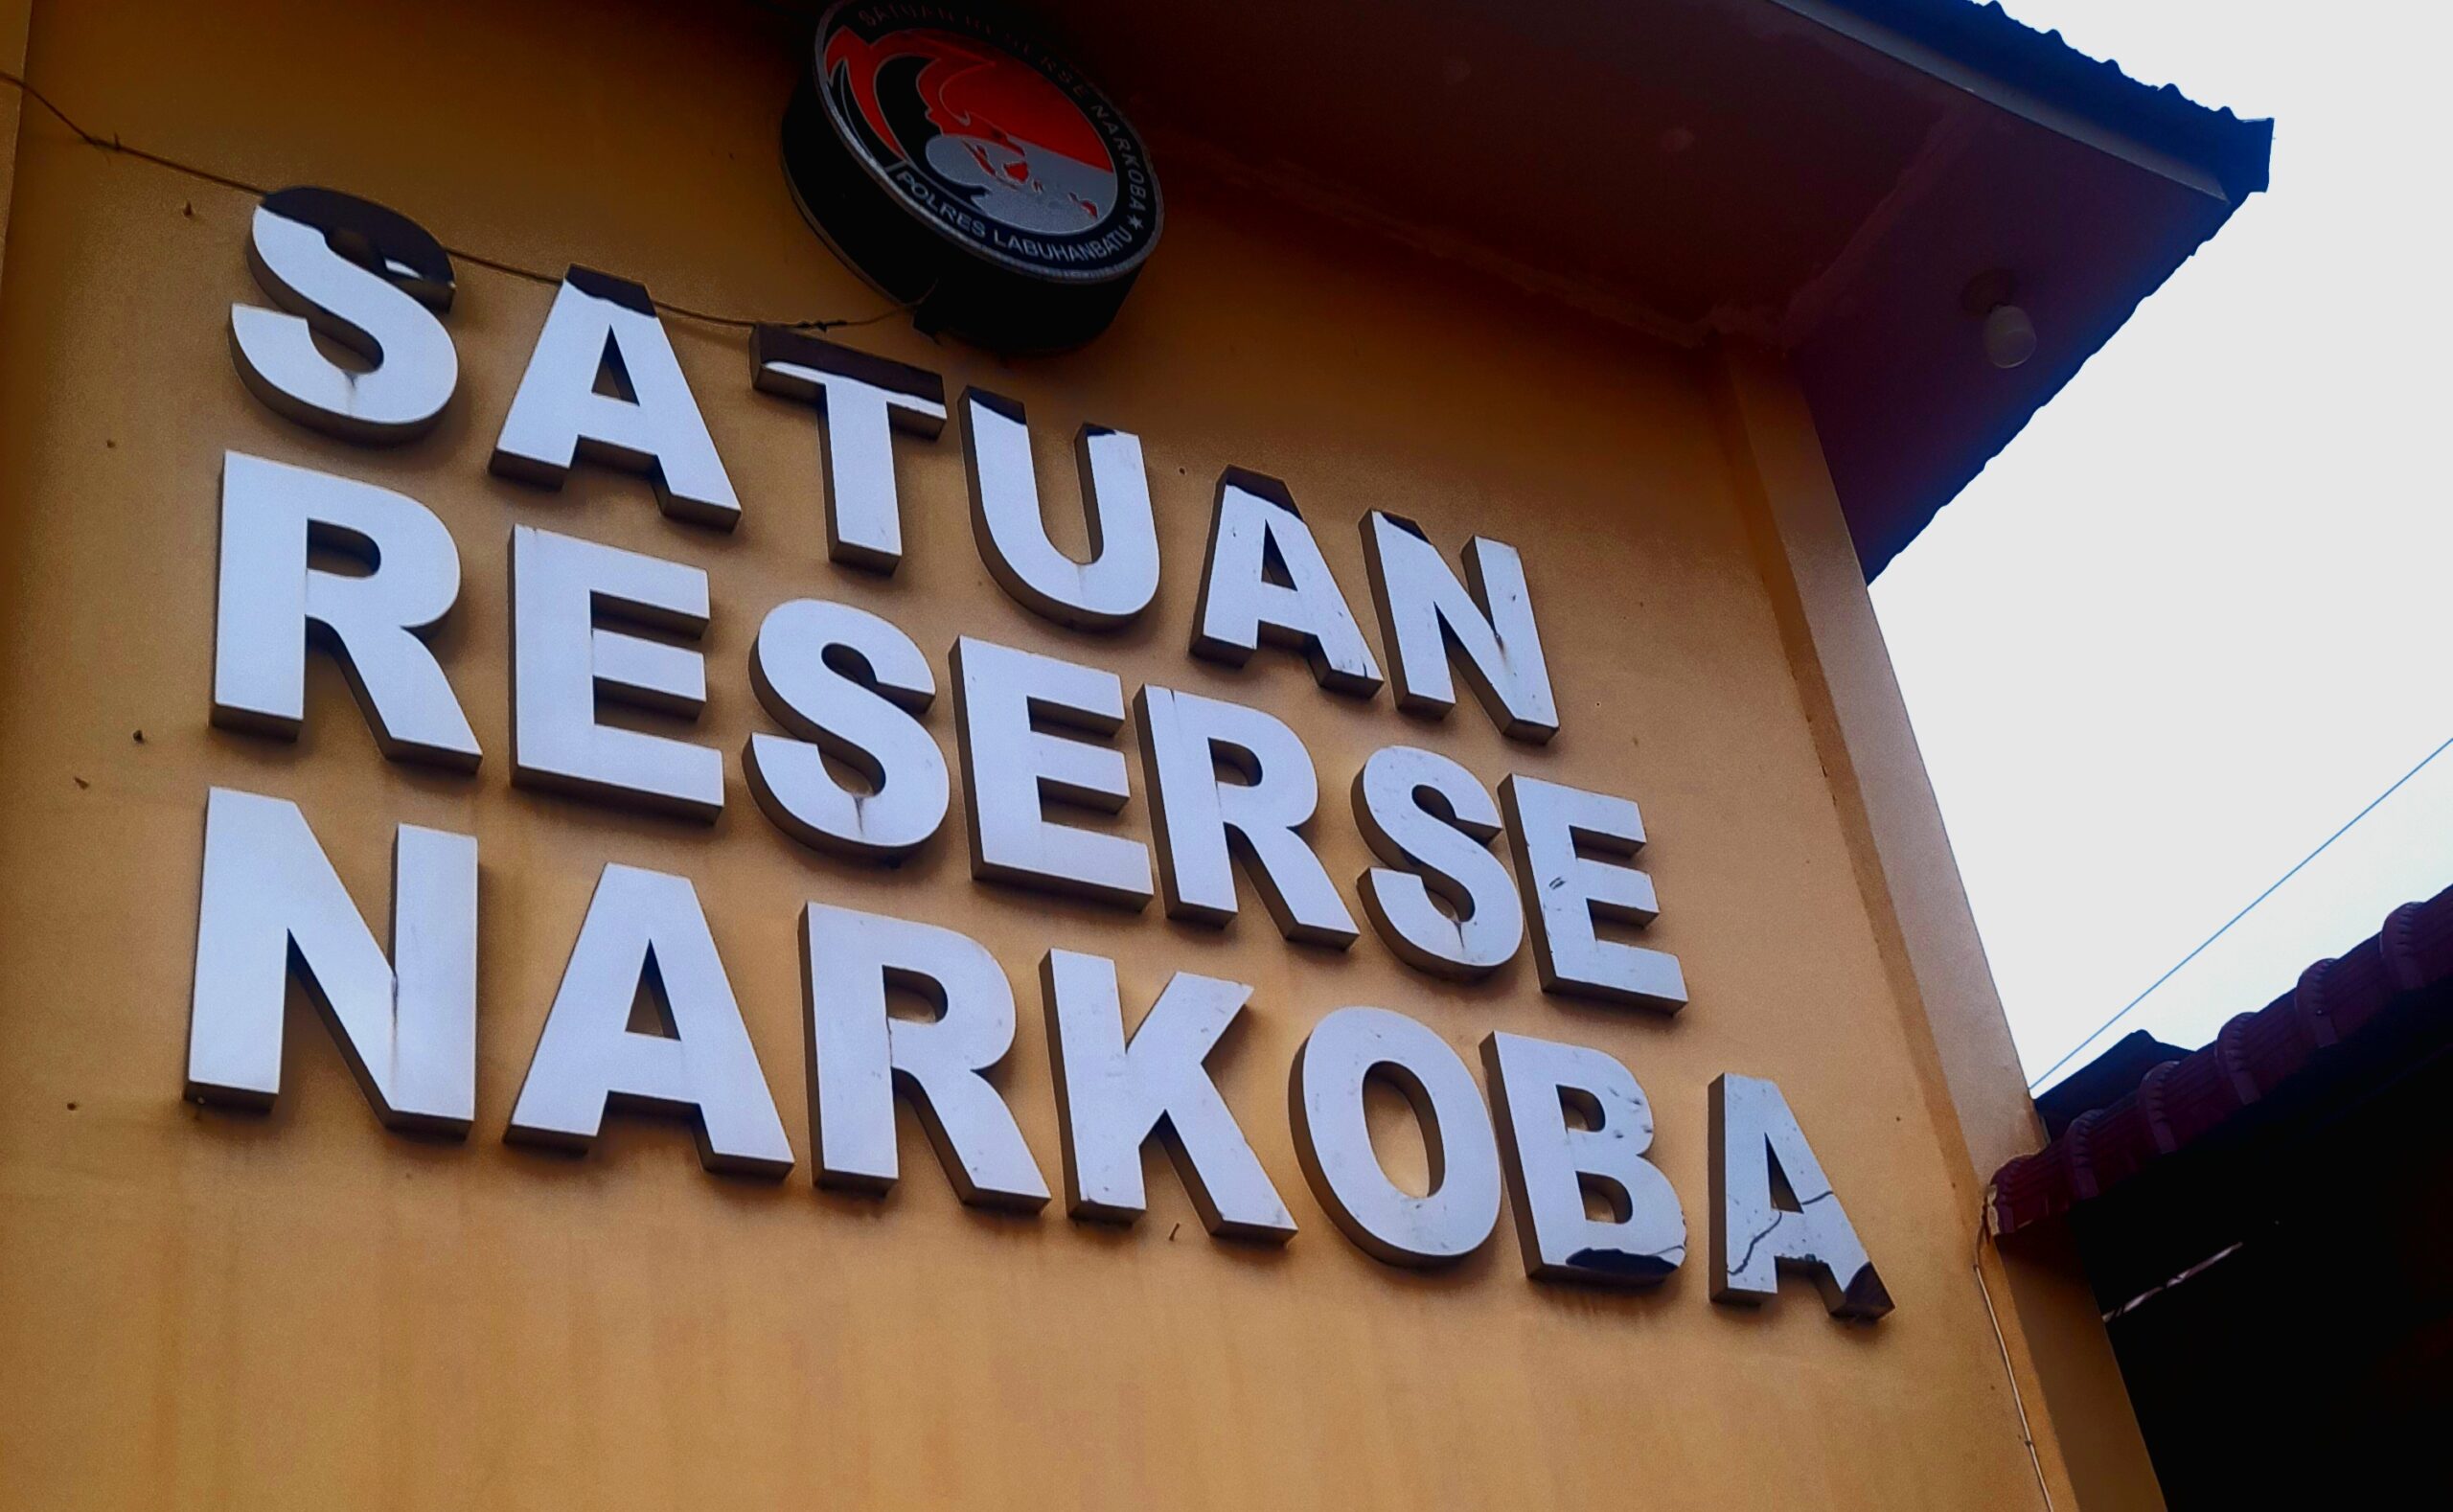 SATUAN RESERSE NARKOBA ★
POLRES LABUHANBATU
SATUAN
RESERSE
NARKOBA